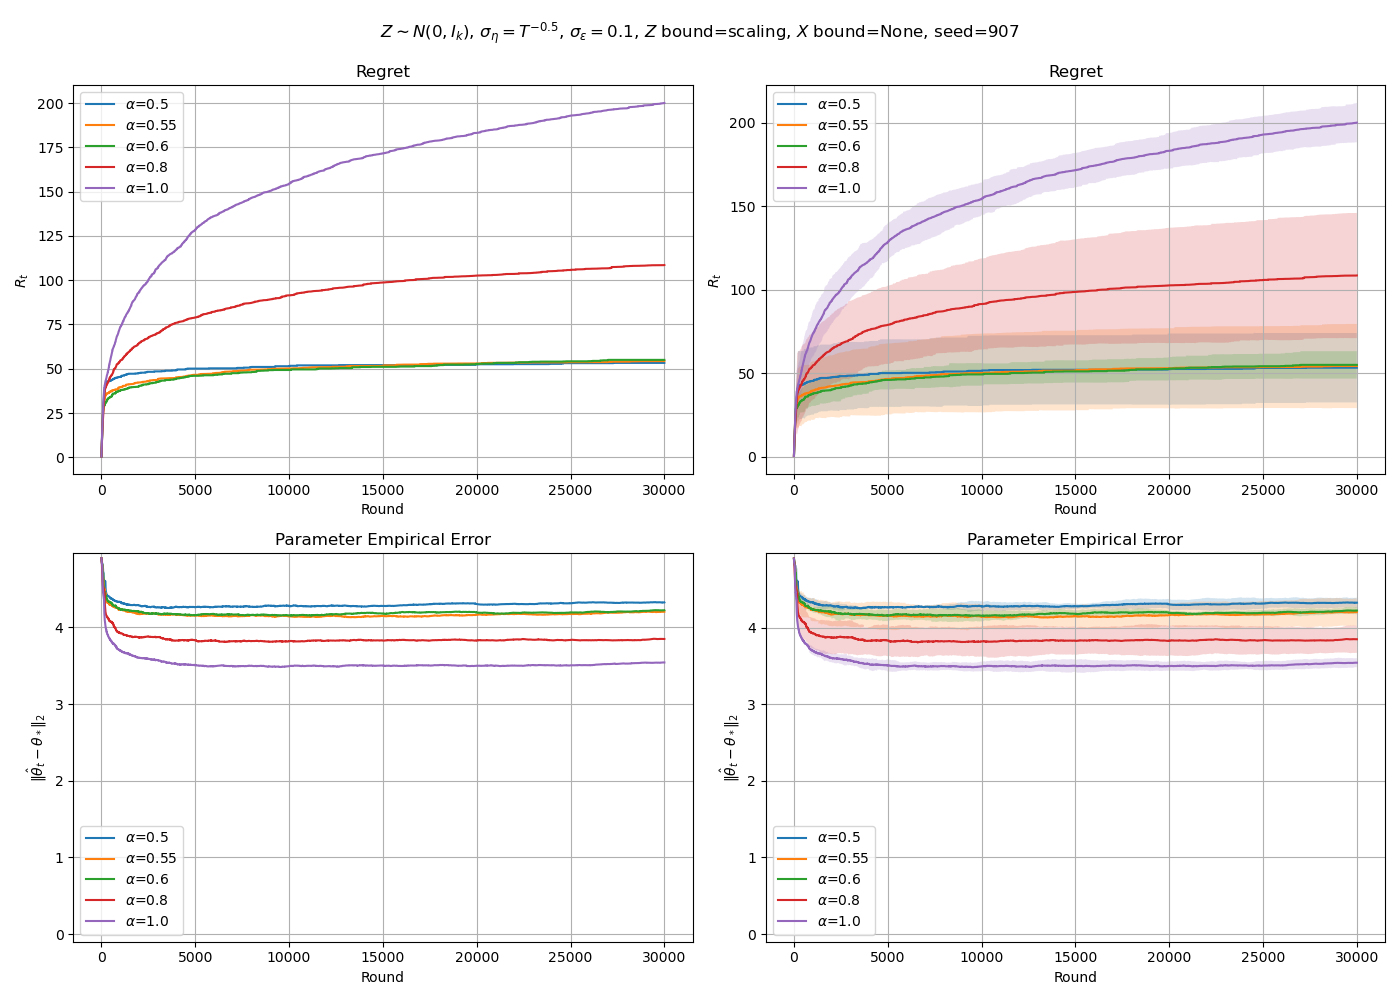 Z ∼ N(0, I_k), σ_η = T^{−0.5}, σ_ε = 0.1, Z bound=scaling, X bound=None, seed=907
Regret
R_t
200
175
150
125
100
75
50
25
0
α=0.5
α=0.55
α=0.6
α=0.8
α=1.0
0 5000 10000 15000 20000 25000 30000
Round
Regret
R_t
200
150
100
50
0
α=0.5
α=0.55
α=0.6
α=0.8
α=1.0
0 5000 10000 15000 20000 25000 30000
Round
Parameter Empirical Error
‖θ̂_t − θ_*‖_2
4
3
2
1
0
α=0.5
α=0.55
α=0.6
α=0.8
α=1.0
0 5000 10000 15000 20000 25000 30000
Round
Parameter Empirical Error
‖θ̂_t − θ_*‖_2
4
3
2
1
0
α=0.5
α=0.55
α=0.6
α=0.8
α=1.0
0 5000 10000 15000 20000 25000 30000
Round